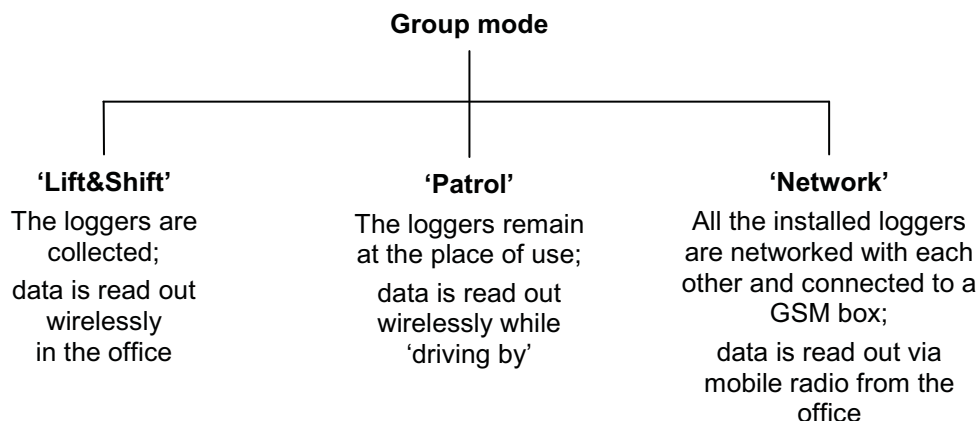 Group mode
‘Lift&Shift’
The loggers are
collected;
data is read out
wirelessly
in the office
‘Patrol’
The loggers remain
at the place of use;
data is read out
wirelessly while
‘driving by’
‘Network’
All the installed loggers
are networked with each
other and connected to a
GSM box;
data is read out via
mobile radio from the
office